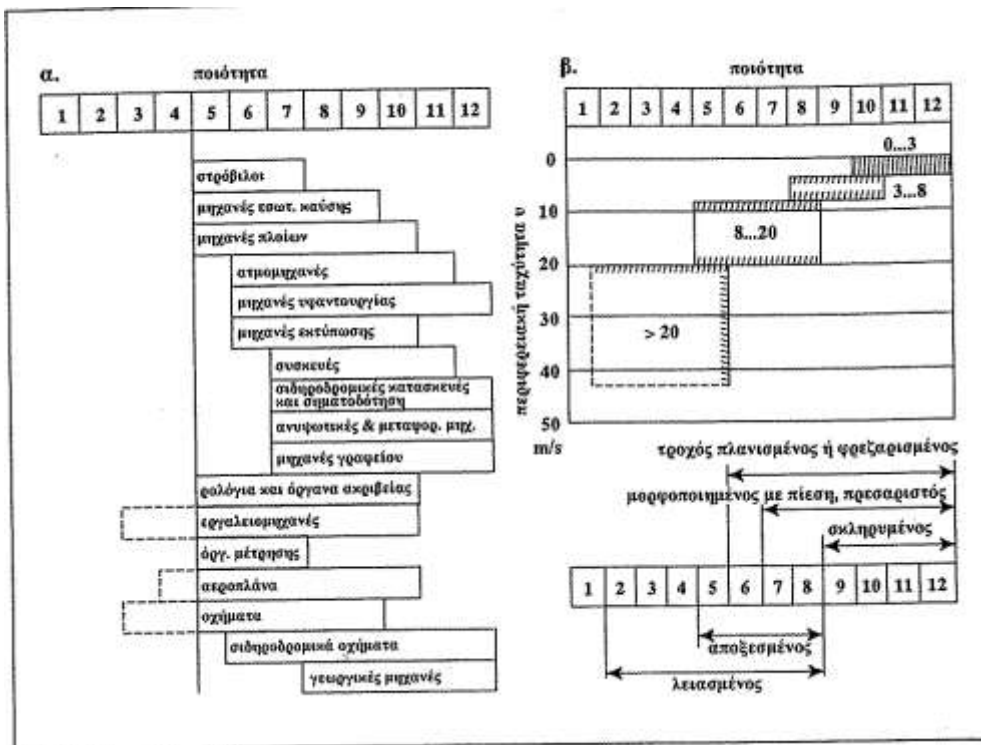 α.
ποιότητα
1 2 3 4 5 6 7 8 9 10 11 12
στρόβιλοι
μηχανές εσωτ. καύσης
μηχανές πλοίων
ατμομηχανές
μηχανές υφαντουργίας
μηχανές εκτύπωσης
συσκευές
σιδηροδρομικές κατασκευές
και σηματοδότηση
ανυψωτικές & μεταφορ. μηχ.
μηχανές γραφείου
ρολόγια και όργανα ακριβείας
εργαλειομηχανές
όργ. μέτρησης
αεροπλάνα
οχήματα
σιδηροδρομικά οχήματα
γεωργικές μηχανές
β.
ποιότητα
1 2 3 4 5 6 7 8 9 10 11 12
περιφερειακή ταχύτητα υ
0
10
20
30
40
50
m/s
0...3
3...8
8...20
> 20
τροχός πλανισμένος ή φρεζαρισμένος
μορφοποιημένος με πίεση, πρεσαριστός
σκληρυμένος
1 2 3 4 5 6 7 8 9 10 11 12
αποξεσμένος
λειασμένος